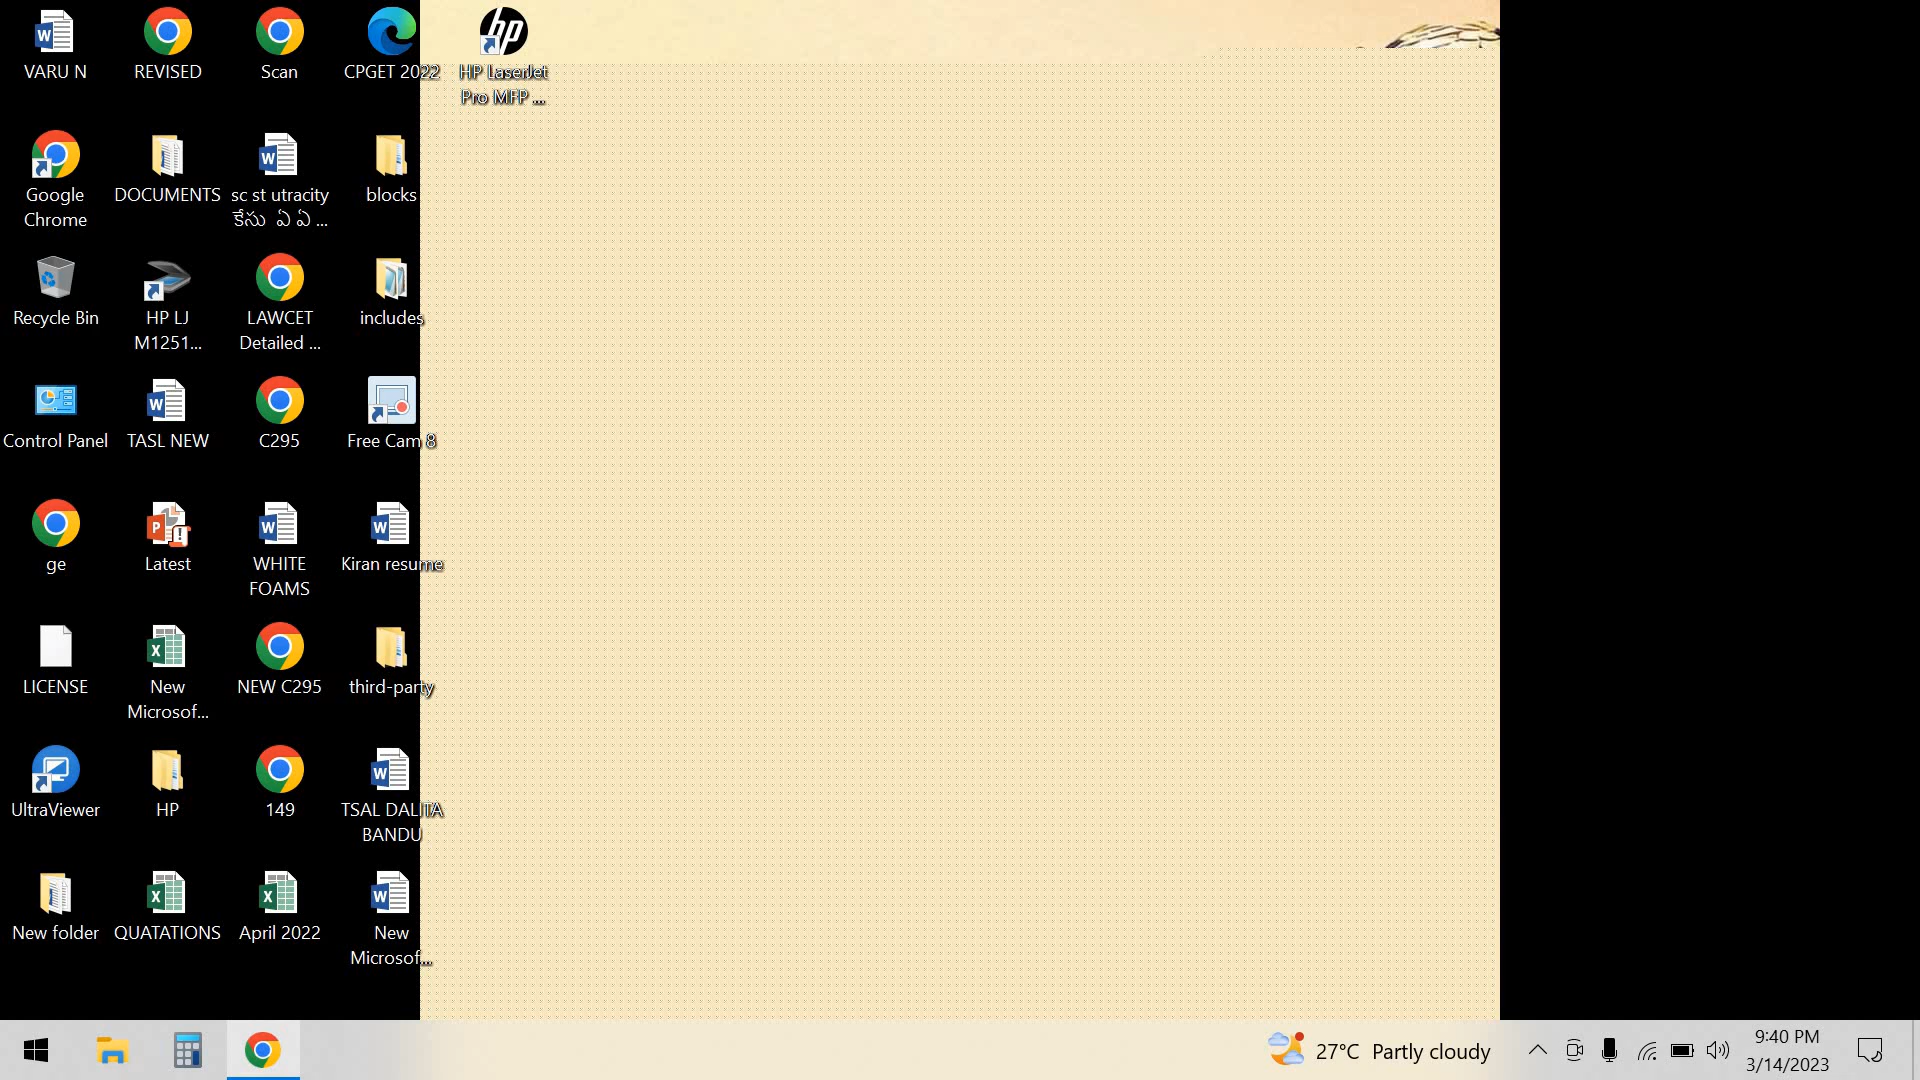 VARU N
REVISED
Scan
CPGET 2022
HP LaserJet
Pro MFP ...
Google
Chrome
DOCUMENTS
sc st utracity
కేసు ఏ ఏ ...
blocks
Recycle Bin
HP LJ
M1251...
LAWCET
Detailed ...
includes
Control Panel
TASL NEW
C295
Free Cam 8
ge
Latest
WHITE
FOAMS
Kiran resume
LICENSE
New
Microsof...
NEW C295
third-party
UltraViewer
HP
149
TSAL DALITA
BANDU
New folder
QUATATIONS
April 2022
New
Microsof...
27°C Partly cloudy
9:40 PM
3/14/2023